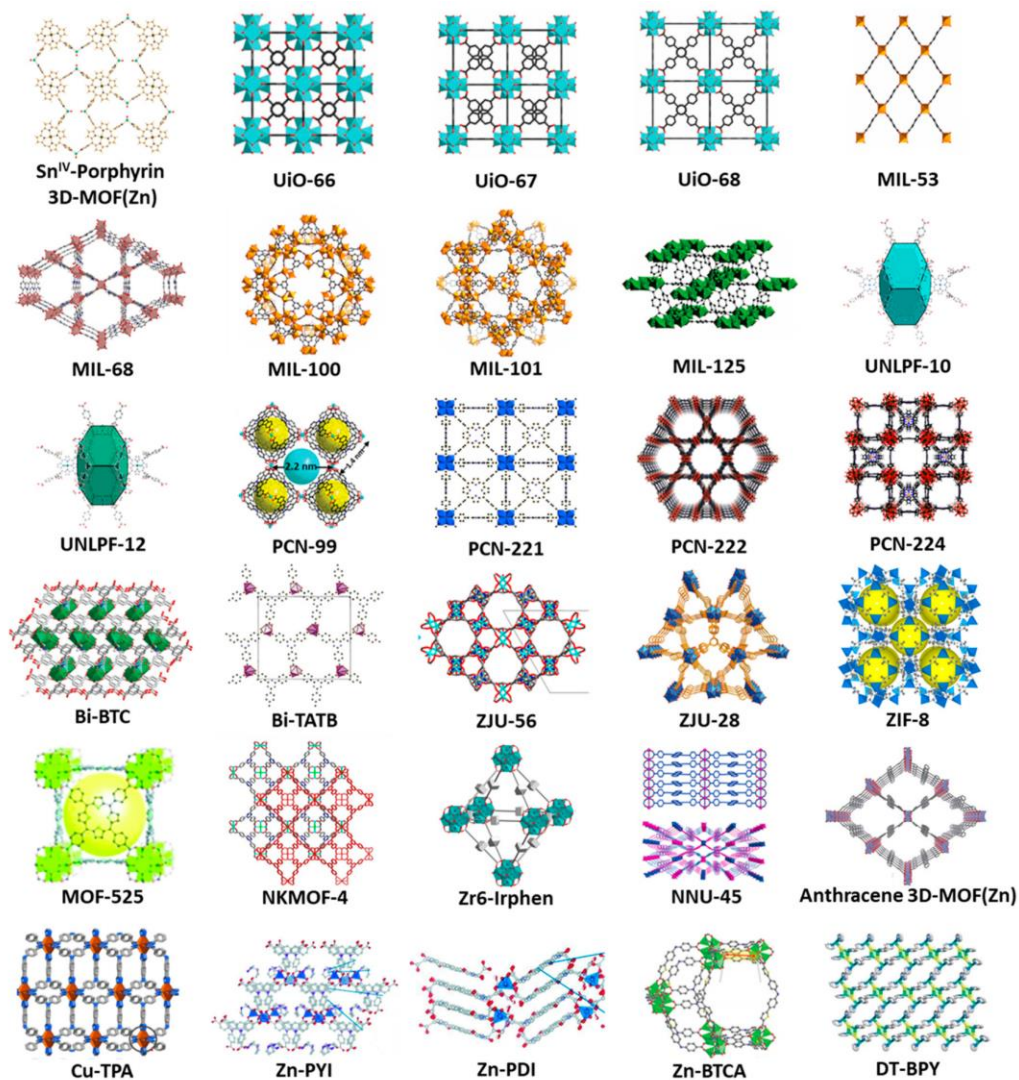 Sn^IV-Porphyrin
3D-MOF(Zn)
UiO-66
UiO-67
UiO-68
MIL-53
MIL-68
MIL-100
MIL-101
MIL-125
UNLPF-10
UNLPF-12
2.2 nm
PCN-99
PCN-221
PCN-222
PCN-224
Bi-BTC
Bi-TATB
ZJU-56
ZJU-28
ZIF-8
MOF-525
NKMOF-4
Zr6-Irphen
NNU-45
Anthracene 3D-MOF(Zn)
Cu-TPA
Zn-PYI
Zn-PDI
Zn-BTCA
DT-BPY